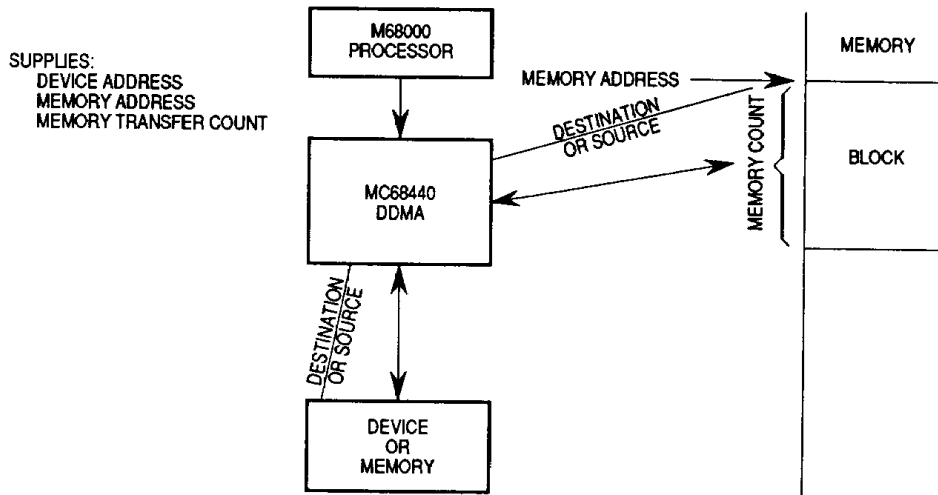 M68000
PROCESSOR
SUPPLIES:
DEVICE ADDRESS
MEMORY ADDRESS
MEMORY TRANSFER COUNT
MEMORY ADDRESS
MEMORY
DESTINATION
OR SOURCE
MEMORY COUNT
BLOCK
MC68440
DDMA
DESTINATION
OR SOURCE
DEVICE
OR
MEMORY